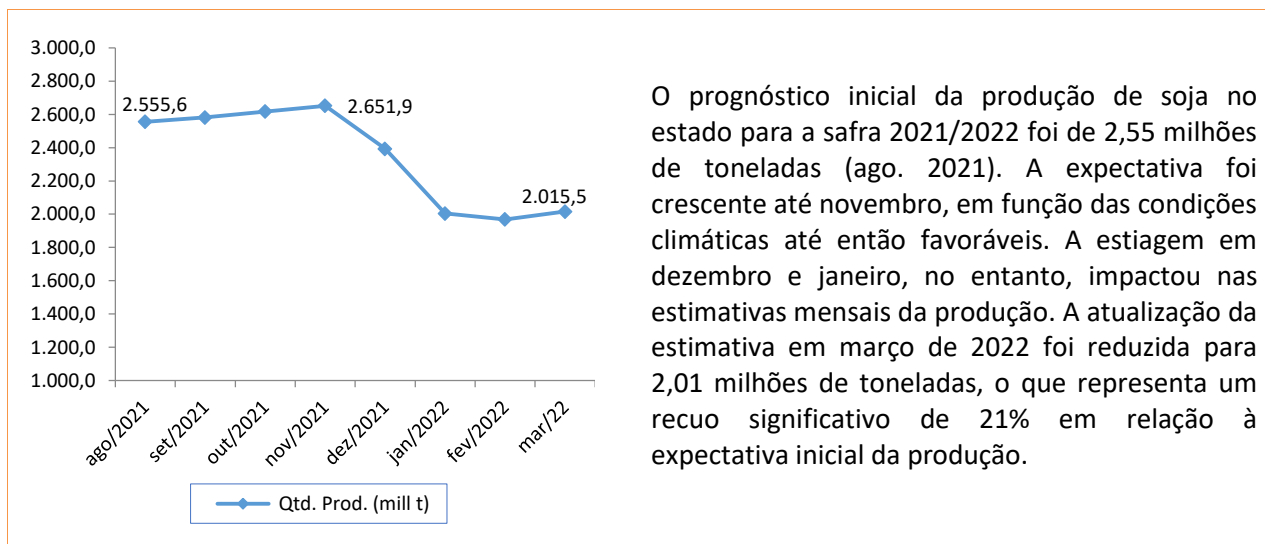 3.000,0
2.800,0
2.600,0
2.400,0
2.200,0
2.000,0
1.800,0
1.600,0
1.400,0
1.200,0
1.000,0
2.555,6
2.651,9
2.015,5
ago/2021
set/2021
out/2021
nov/2021
dez/2021
jan/2022
fev/2022
mar/22
Qtd. Prod. (mill t)
O prognóstico inicial da produção de soja no
estado para a safra 2021/2022 foi de 2,55 milhões
de toneladas (ago. 2021). A expectativa foi
crescente até novembro, em função das condições
climáticas até então favoráveis. A estiagem em
dezembro e janeiro, no entanto, impactou nas
estimativas mensais da produção. A atualização da
estimativa em março de 2022 foi reduzida para
2,01 milhões de toneladas, o que representa um
recuo significativo de 21% em relação à
expectativa inicial da produção.